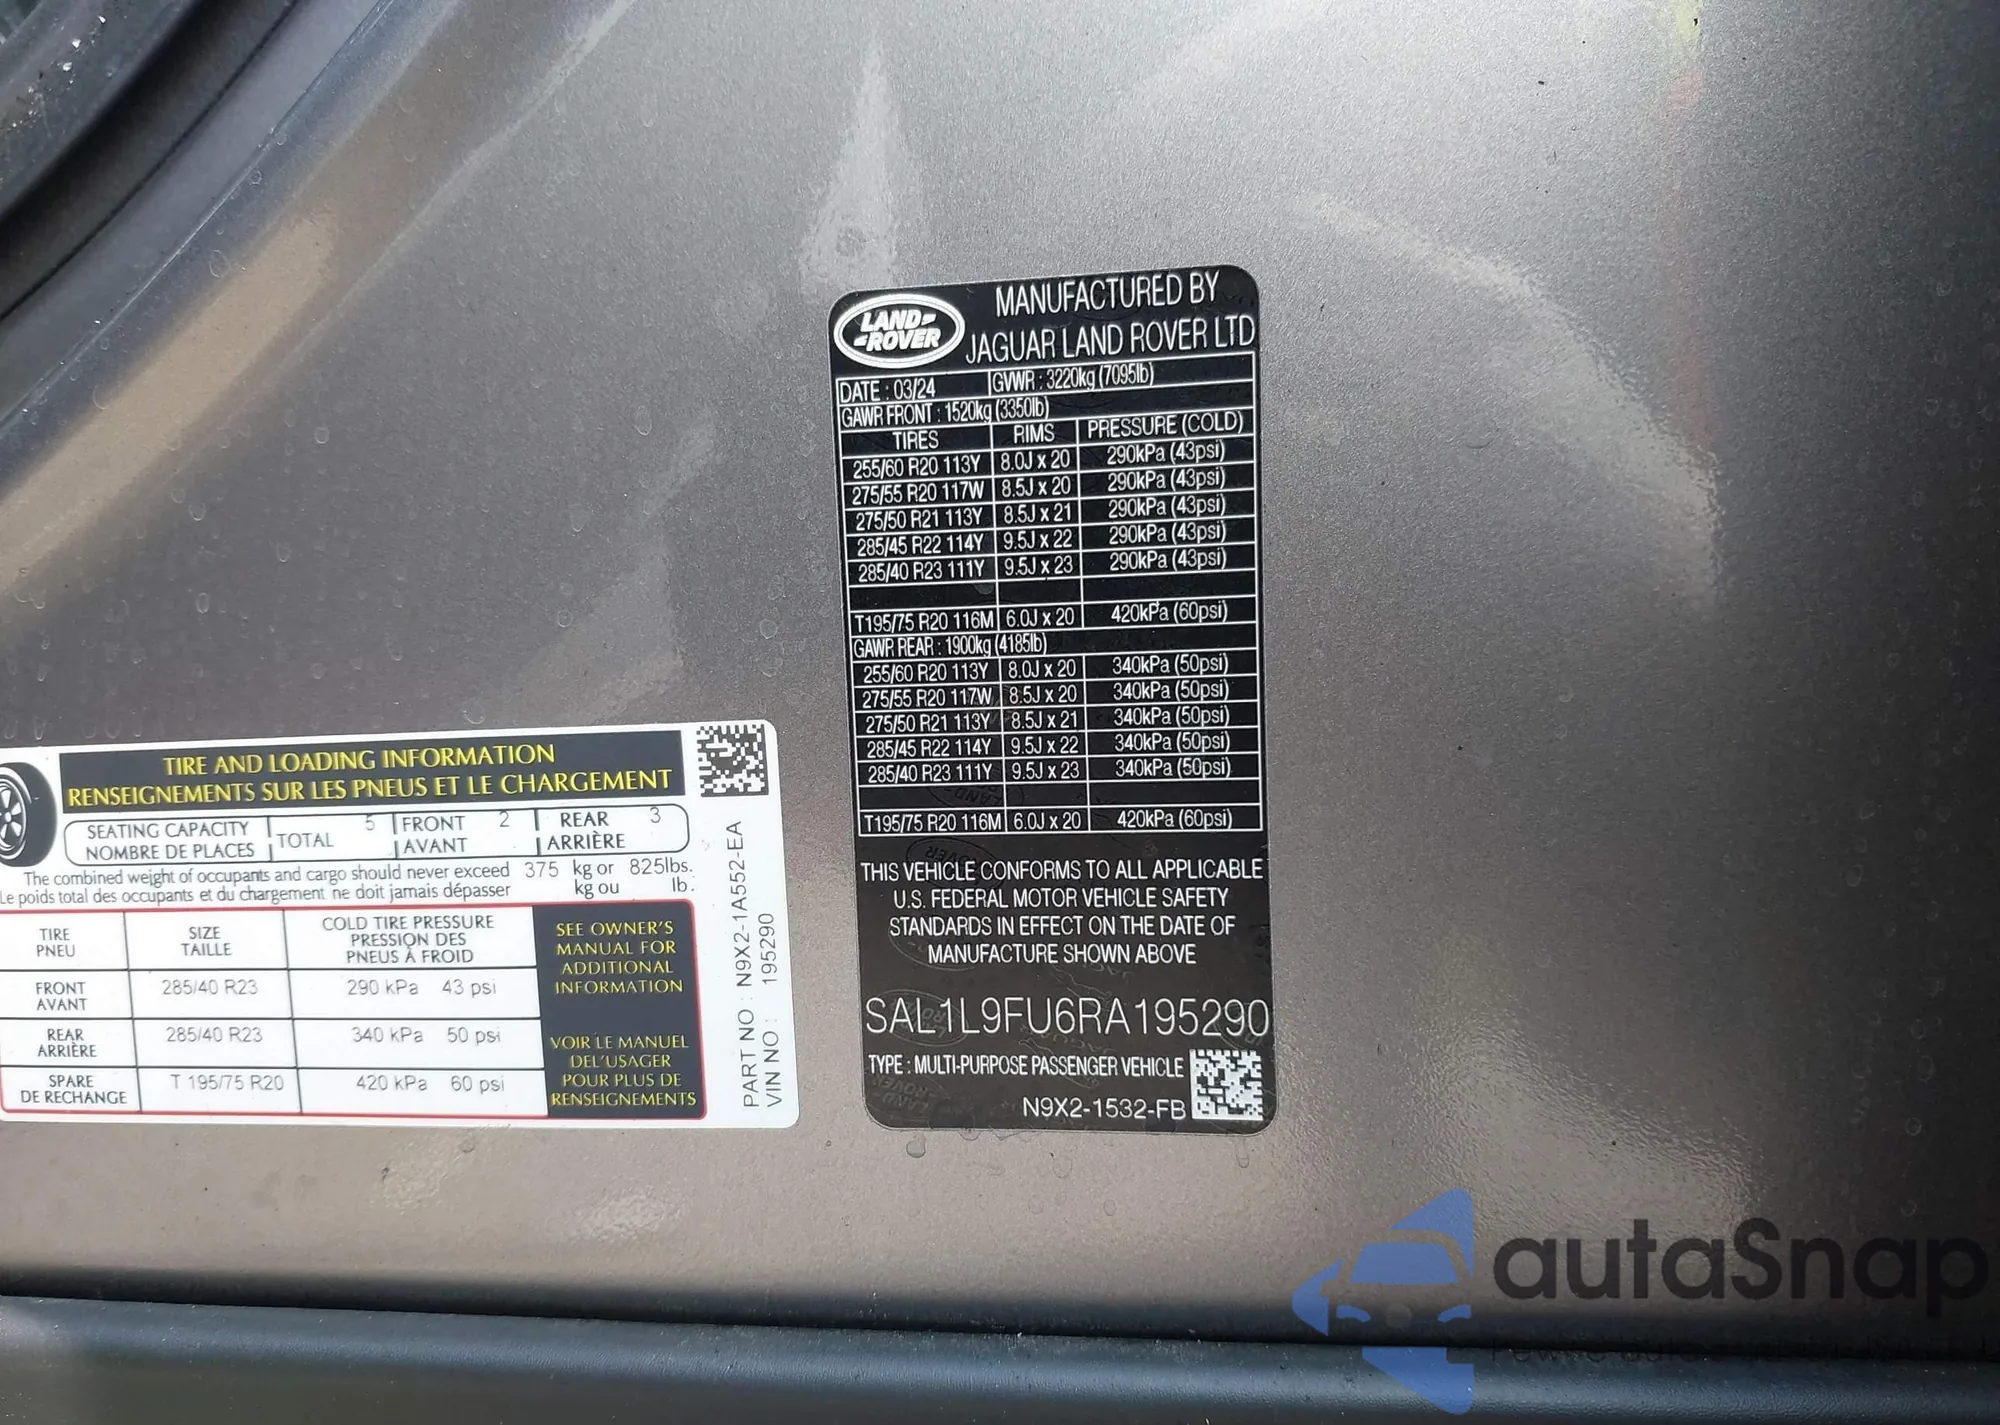 LAND-
-ROVER
MANUFACTURED BY
JAGUAR LAND ROVER LTD
DATE : 03/24 GVWR : 3220kg (7095lb)
GAWR FRONT : 1520kg (3350lb)
TIRES RIMS PRESSURE (COLD)
255/60 R20 113Y 8.0J x 20 290kPa (43psi)
275/55 R20 117W 8.5J x 20 290kPa (43psi)
275/50 R21 113Y 8.5J x 21 290kPa (43psi)
285/45 R22 114Y 9.5J x 22 290kPa (43psi)
285/40 R23 111Y 9.5J x 23 290kPa (43psi)
T195/75 R20 116M 6.0J x 20 420kPa (60psi)
GAWR REAR : 1900kg (4185lb)
255/60 R20 113Y 8.0J x 20 340kPa (50psi)
275/55 R20 117W 8.5J x 20 340kPa (50psi)
275/50 R21 113Y 8.5J x 21 340kPa (50psi)
285/45 R22 114Y 9.5J x 22 340kPa (50psi)
285/40 R23 111Y 9.5J x 23 340kPa (50psi)
T195/75 R20 116M 6.0J x 20 420kPa (60psi)
THIS VEHICLE CONFORMS TO ALL APPLICABLE
U.S. FEDERAL MOTOR VEHICLE SAFETY
STANDARDS IN EFFECT ON THE DATE OF
MANUFACTURE SHOWN ABOVE
SAL1L9FU6RA195290
TYPE : MULTI-PURPOSE PASSENGER VEHICLE
N9X2-1532-FB
TIRE AND LOADING INFORMATION
RENSEIGNEMENTS SUR LES PNEUS ET LE CHARGEMENT
SEATING CAPACITY
NOMBRE DE PLACES
TOTAL 5
FRONT 2
AVANT
REAR 3
ARRIÈRE
The combined weight of occupants and cargo should never exceed 375 kg or 825lbs.
Le poids total des occupants et du chargement ne doit jamais dépasser kg ou lb.
TIRE
PNEU
SIZE
TAILLE
COLD TIRE PRESSURE
PRESSION DES
PNEUS À FROID
FRONT
AVANT
285/40 R23 290 kPa 43 psi
REAR
ARRIÈRE
285/40 R23 340 kPa 50 psi
SPARE
DE RECHANGE
T 195/75 R20 420 kPa 60 psi
SEE OWNER'S
MANUAL FOR
ADDITIONAL
INFORMATION
VOIR LE MANUEL
DEL'USAGER
POUR PLUS DE
RENSEIGNEMENTS
PART NO : N9X2-1A552-EA
VIN NO : 195290
autaSnap